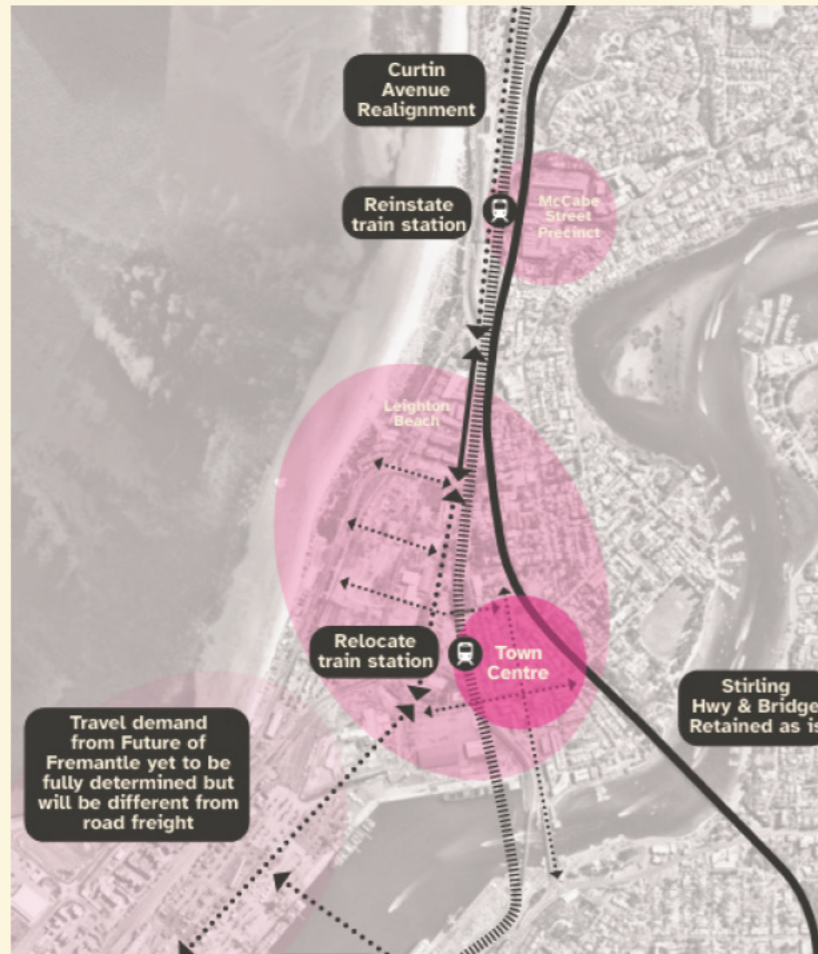 Curtin
Avenue
Realignment
Reinstate
train station
McCabe
Street
Precinct
Leighton
Beach
Relocate
train station
Town
Centre
Stirling
Hwy & Bridge
Retained as is
Travel demand
from Future of
Fremantle yet to be
fully determined but
will be different from
road freight